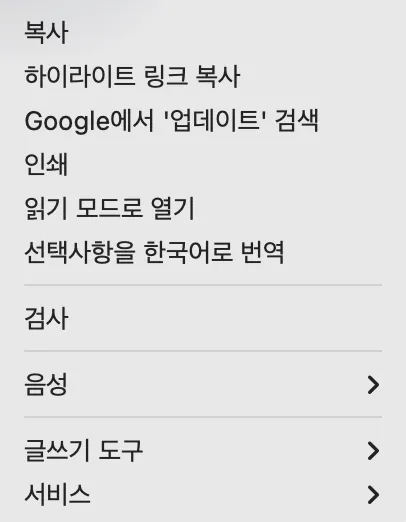 복사
하이라이트 링크 복사
Google에서 '업데이트' 검색
인쇄
읽기 모드로 열기
선택사항을 한국어로 번역
검사
음성
글쓰기 도구
서비스